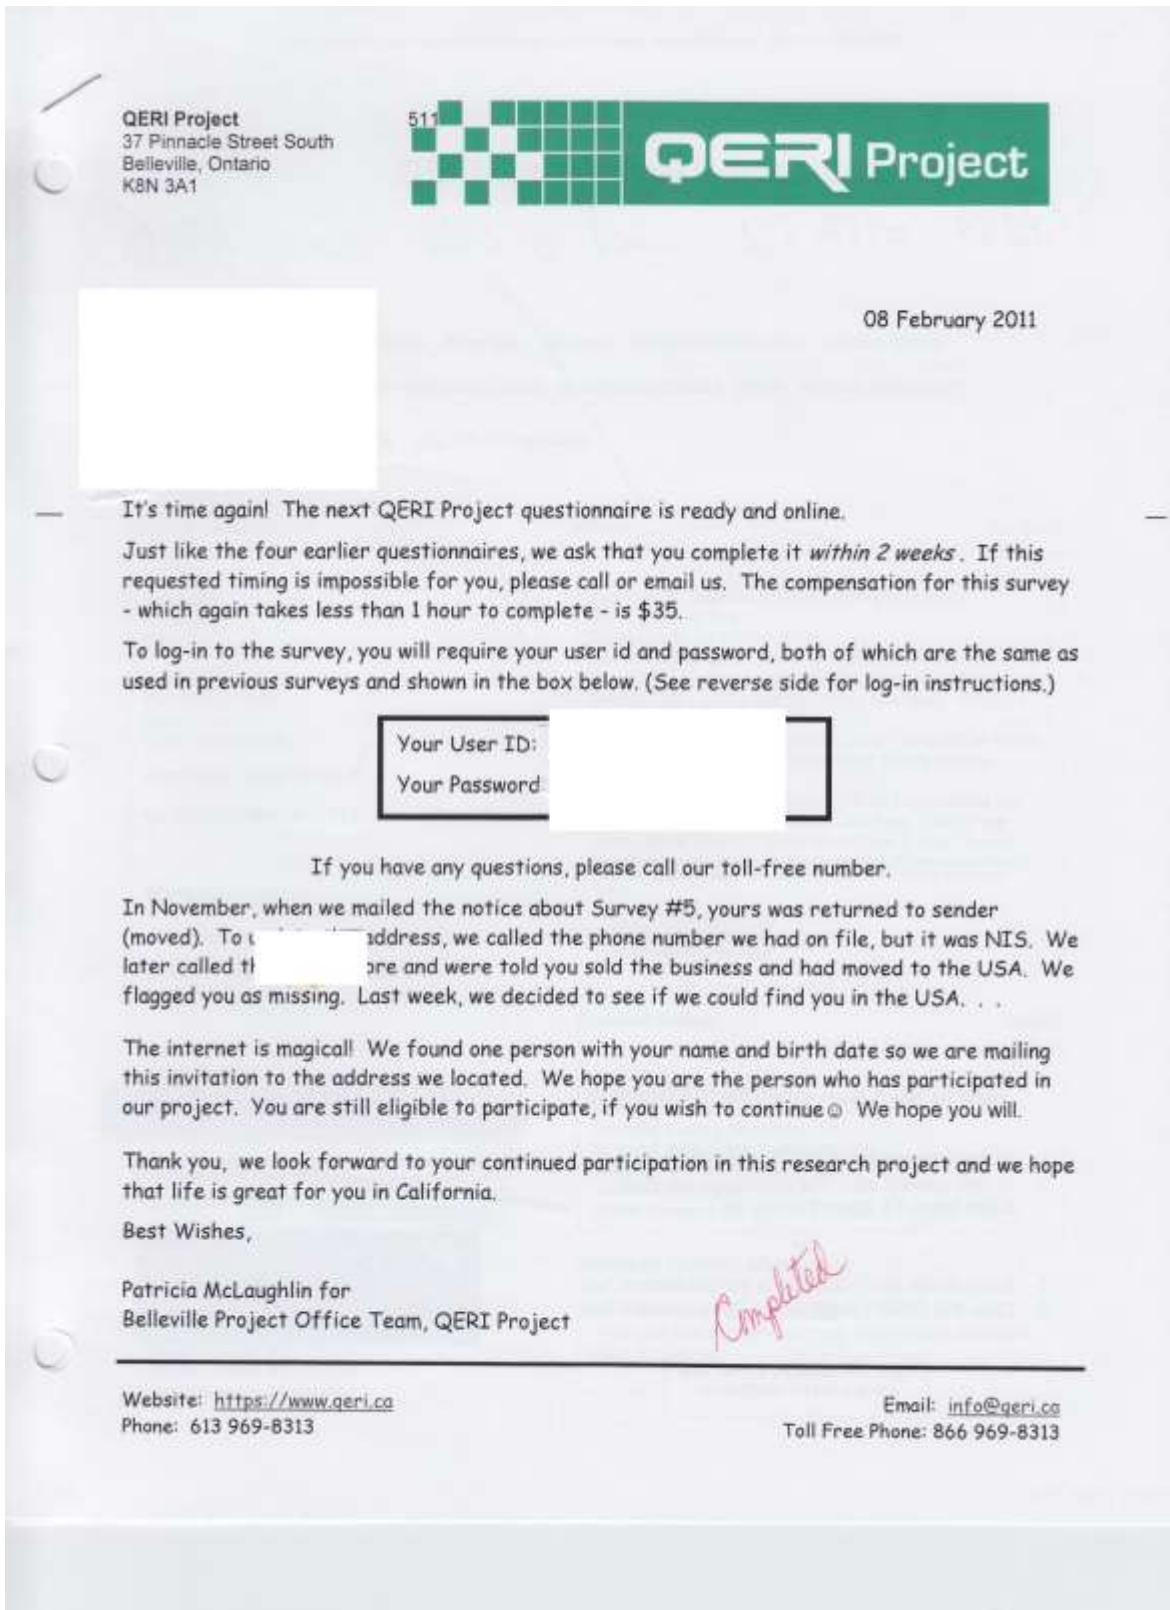 QERI Project
37 Pinnacle Street South
Belleville, Ontario
K8N 3A1
511
QERI Project
08 February 2011
It's time again! The next QERI Project questionnaire is ready and online.
Just like the four earlier questionnaires, we ask that you complete it within 2 weeks. If this
requested timing is impossible for you, please call or email us. The compensation for this survey
- which again takes less than 1 hour to complete - is $35.
To log-in to the survey, you will require your user id and password, both of which are the same as
used in previous surveys and shown in the box below. (See reverse side for log-in instructions.)
Your User ID:
Your Password
If you have any questions, please call our toll-free number.
In November, when we mailed the notice about Survey #5, yours was returned to sender
(moved). To address, we called the phone number we had on file, but it was NIS. We
later called and were told you sold the business and had moved to the USA. We
flagged you as missing. Last week, we decided to see if we could find you in the USA. . .
The internet is magical! We found one person with your name and birth date so we are mailing
this invitation to the address we located. We hope you are the person who has participated in
our project. You are still eligible to participate, if you wish to continue☺ We hope you will.
Thank you, we look forward to your continued participation in this research project and we hope
that life is great for you in California.
Best Wishes,
Patricia McLaughlin for
Belleville Project Office Team, QERI Project
Completed
Website: https://www.qeri.ca
Phone: 613 969-8313
Email: info@qeri.ca
Toll Free Phone: 866 969-8313